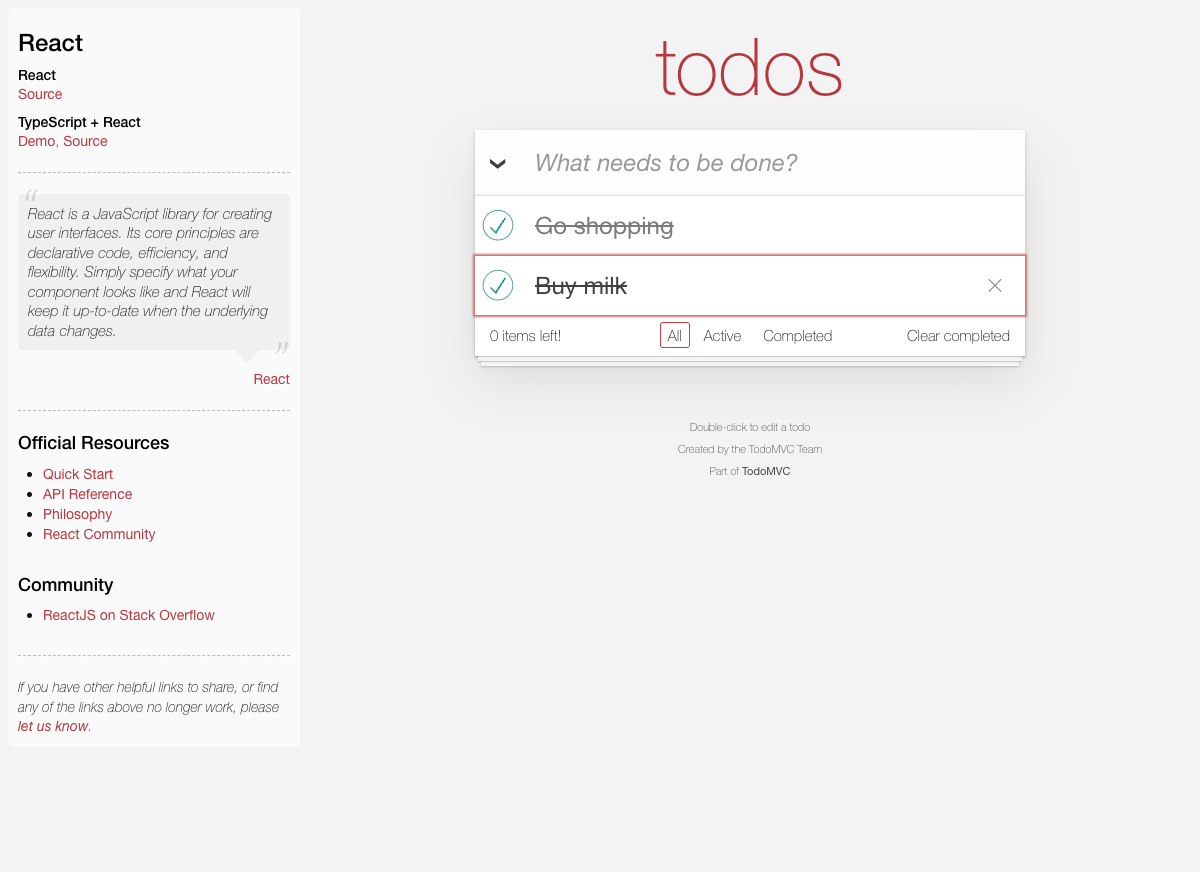 React
React
Source
TypeScript + React
Demo, Source
“
React is a JavaScript library for creating
user interfaces. Its core principles are
declarative code, efficiency, and
flexibility. Simply specify what your
component looks like and React will
keep it up-to-date when the underlying
data changes.
”
React
Official Resources
Quick Start
API Reference
Philosophy
React Community
Community
ReactJS on Stack Overflow
If you have other helpful links to share, or find
any of the links above no longer work, please
let us know.
todos
What needs to be done?
Go shopping
Buy milk
0 items left!
All
Active
Completed
Clear completed
Double-click to edit a todo
Created by the TodoMVC Team
Part of TodoMVC